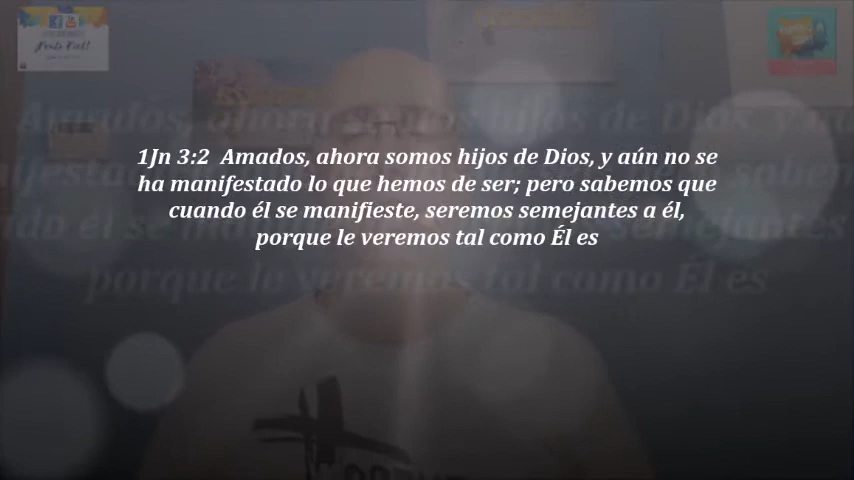 1Jn 3:2 Amados, ahora somos hijos de Dios, y aún no se
ha manifestado lo que hemos de ser; pero sabemos que
cuando él se manifieste, seremos semejantes a él,
porque le veremos tal como Él es